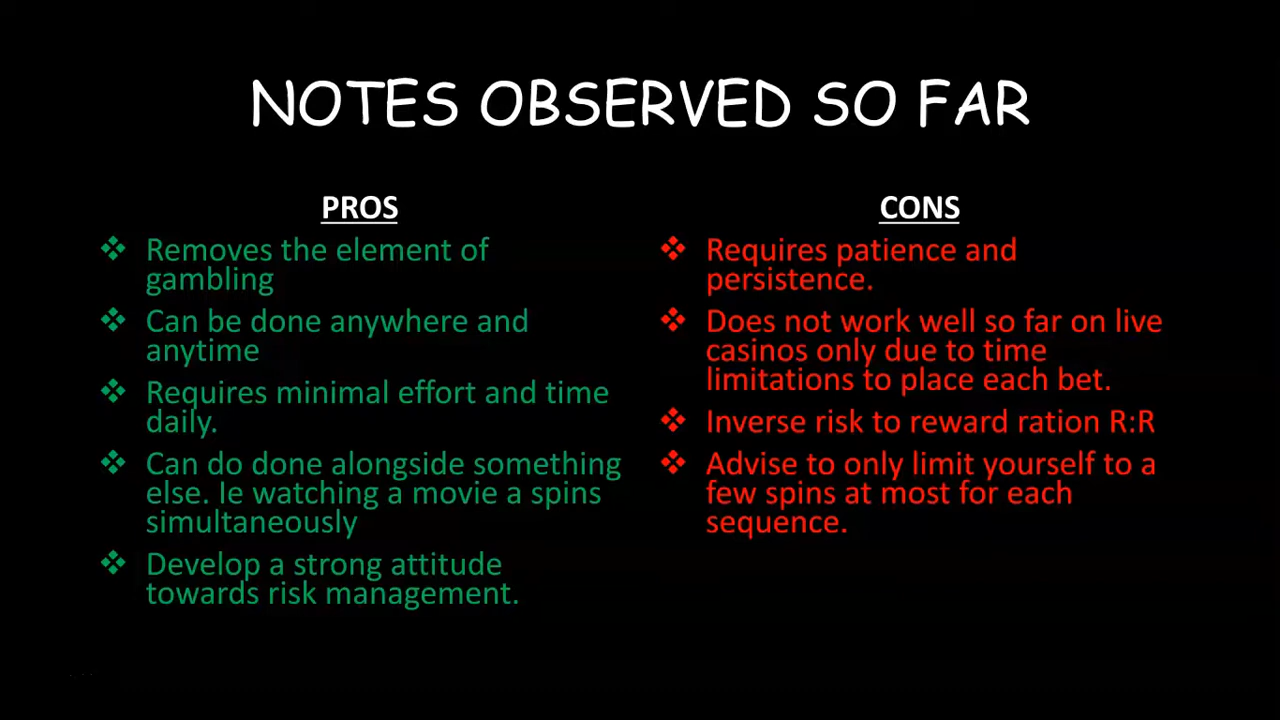 NOTES OBSERVED SO FAR
PROS
Removes the element of
gambling
Can be done anywhere and
anytime
Requires minimal effort and time
daily.
Can do done alongside something
else. Ie watching a movie a spins
simultaneously
Develop a strong attitude
towards risk management.
CONS
Requires patience and
persistence.
Does not work well so far on live
casinos only due to time
limitations to place each bet.
Inverse risk to reward ration R:R
Advise to only limit yourself to a
few spins at most for each
sequence.